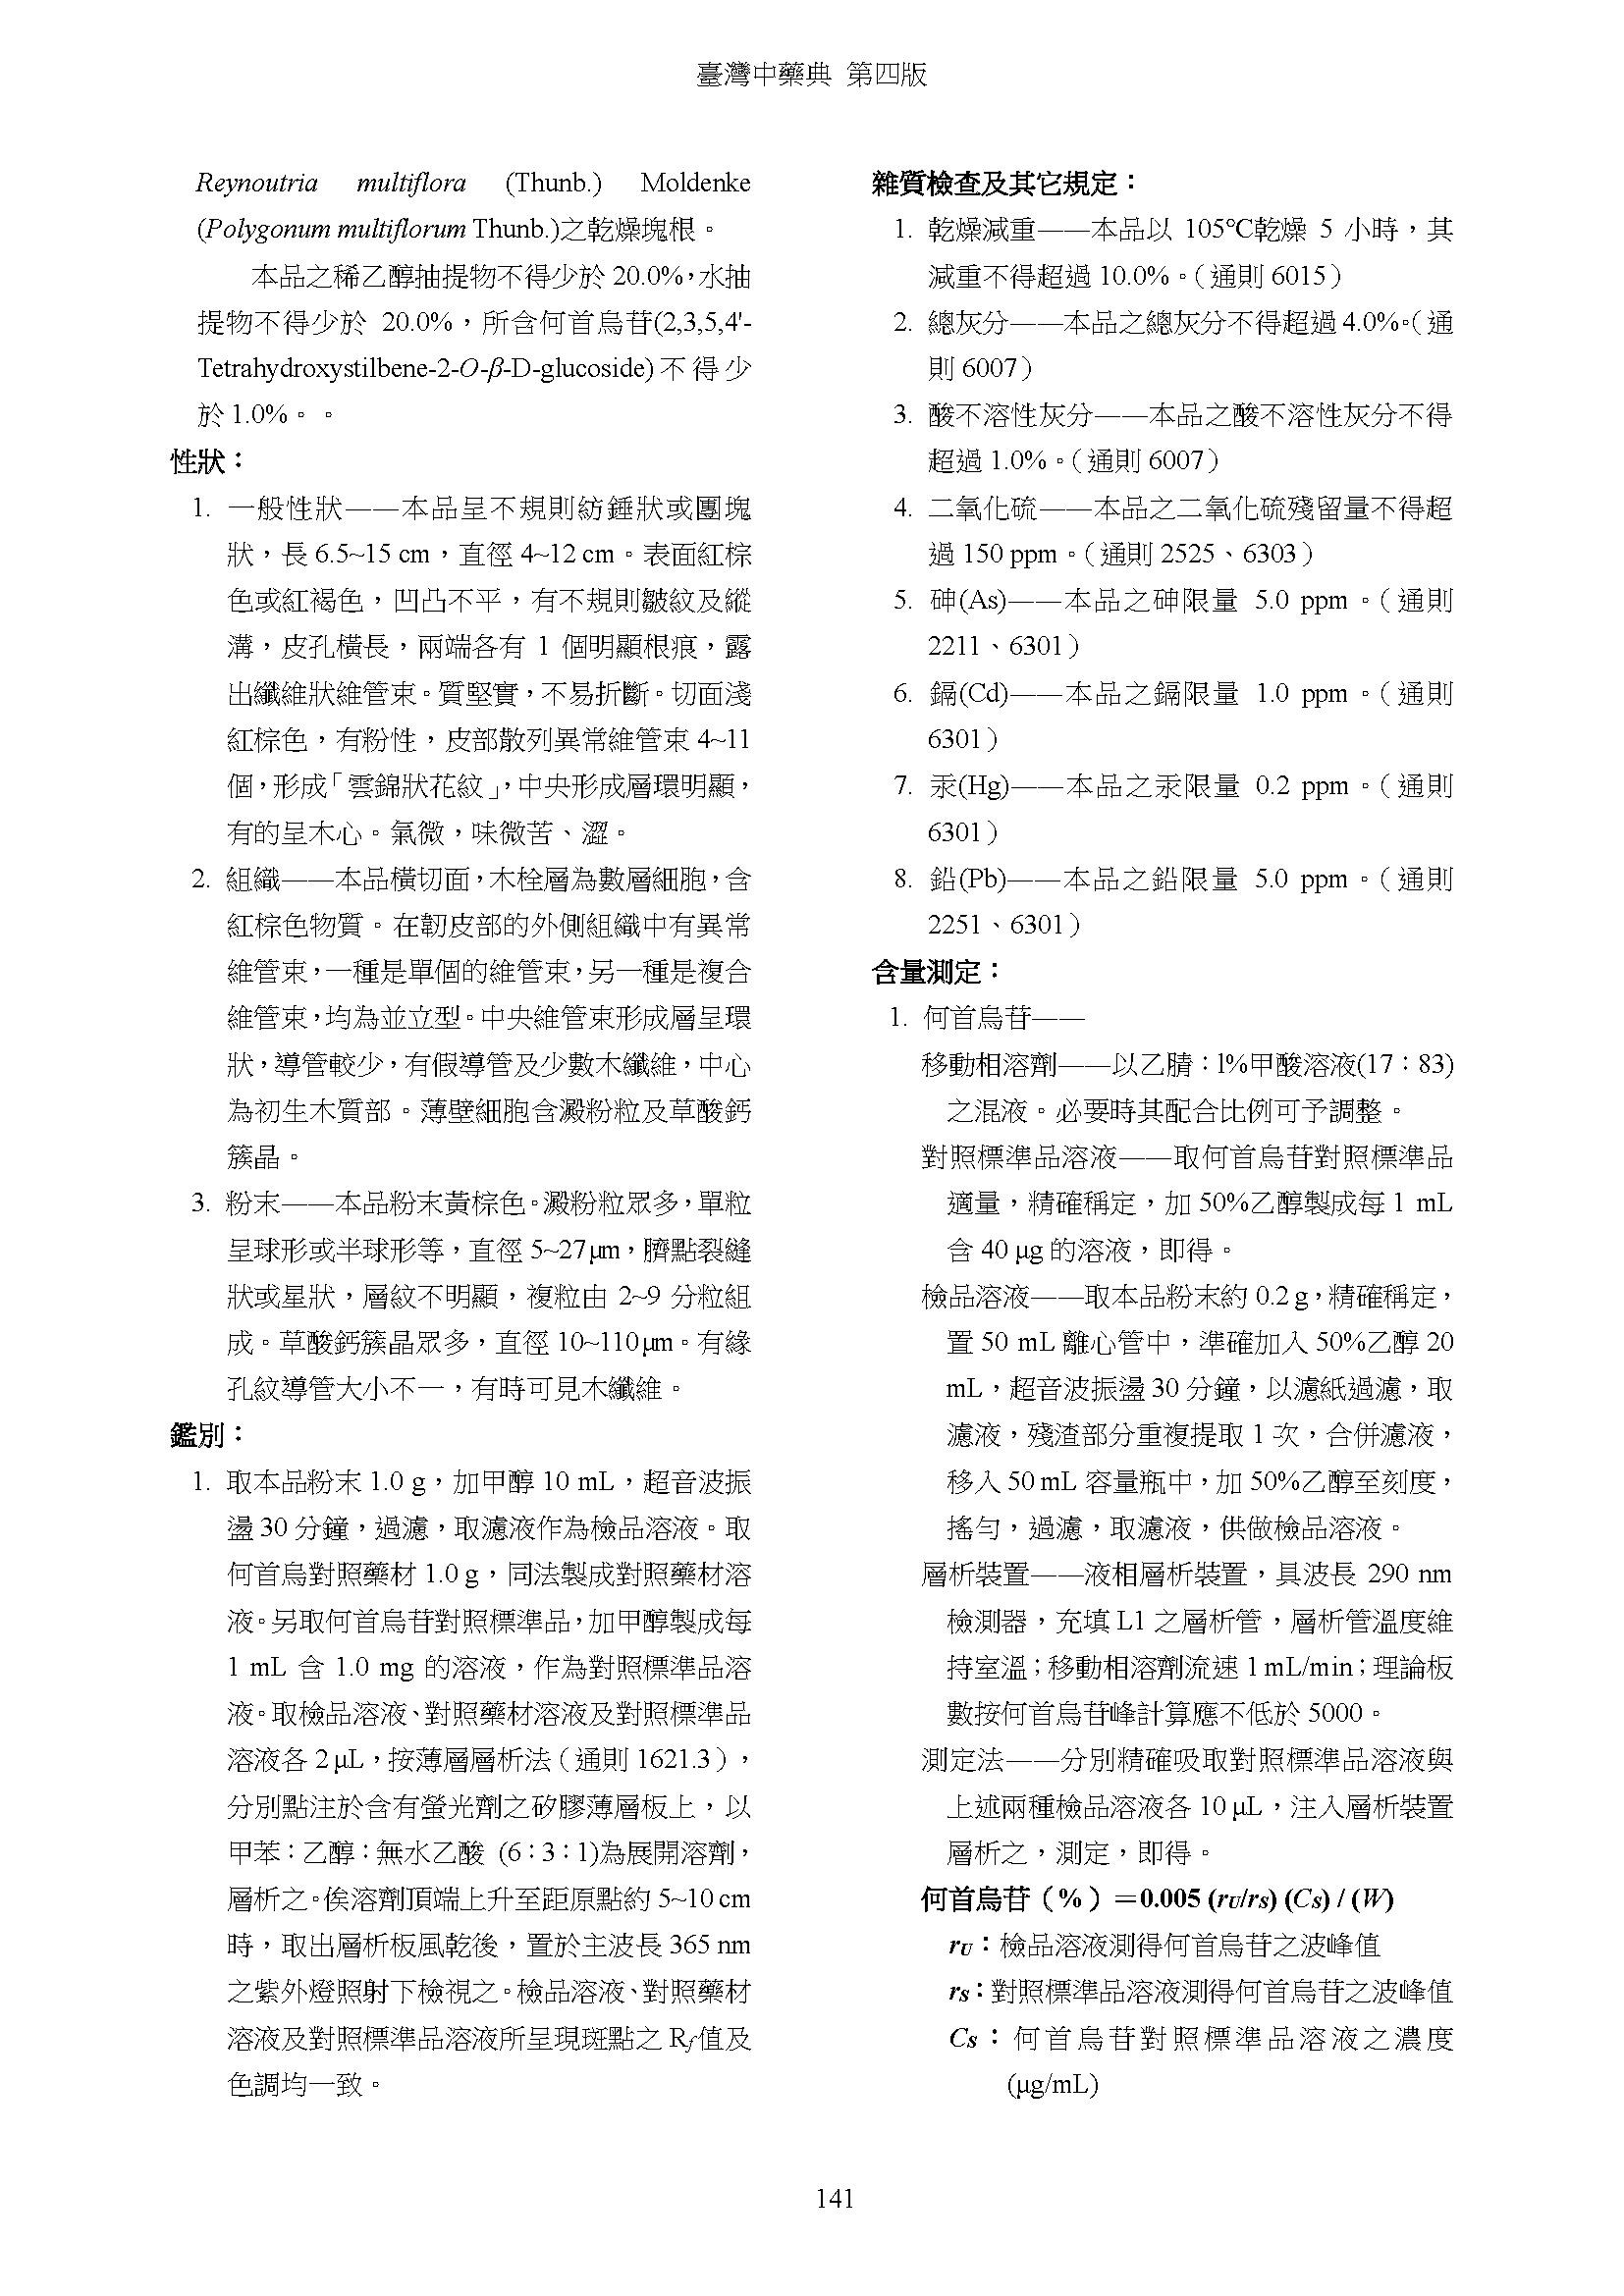 臺灣中藥典 第四版
Reynoutria multiflora (Thunb.) Moldenke
(Polygonum multiflorum Thunb.)之乾燥塊根。
本品之稀乙醇抽提物不得少於 20.0%，水抽
提物不得少於 20.0%，所含何首烏苷(2,3,5,4'-
Tetrahydroxystilbene-2-O-β-D-glucoside)不得少
於 1.0%。。
性狀：
1. 一般性狀——本品呈不規則紡錘狀或團塊
狀，長 6.5~15 cm，直徑 4~12 cm。表面紅棕
色或紅褐色，凹凸不平，有不規則皺紋及縱
溝，皮孔橫長，兩端各有 1 個明顯根痕，露
出纖維狀維管束。質堅實，不易折斷。切面淺
紅棕色，有粉性，皮部散列異常維管束 4~11
個，形成「雲錦狀花紋」，中央形成層環明顯，
有的呈木心。氣微，味微苦、澀。
2. 組織——本品橫切面，木栓層為數層細胞，含
紅棕色物質。在韌皮部的外側組織中有異常
維管束，一種是單個的維管束，另一種是複合
維管束，均為並立型。中央維管束形成層呈環
狀，導管較少，有假導管及少數木纖維，中心
為初生木質部。薄壁細胞含澱粉粒及草酸鈣
簇晶。
3. 粉末——本品粉末黃棕色。澱粉粒眾多，單粒
呈球形或半球形等，直徑 5~27 μm，臍點裂縫
狀或星狀，層紋不明顯，複粒由 2~9 分粒組
成。草酸鈣簇晶眾多，直徑 10~110 μm。有緣
孔紋導管大小不一，有時可見木纖維。
鑑別：
1. 取本品粉末 1.0 g，加甲醇 10 mL，超音波振
盪 30 分鐘，過濾，取濾液作為檢品溶液。取
何首烏對照藥材 1.0 g，同法製成對照藥材溶
液。另取何首烏苷對照標準品，加甲醇製成每
1 mL 含 1.0 mg 的溶液，作為對照標準品溶
液。取檢品溶液、對照藥材溶液及對照標準品
溶液各 2 μL，按薄層層析法（通則 1621.3），
分別點注於含有螢光劑之矽膠薄層板上，以
甲苯：乙醇：無水乙酸 (6：3：1)為展開溶劑，
層析之。俟溶劑頂端上升至距原點約 5~10 cm
時，取出層析板風乾後，置於主波長 365 nm
之紫外燈照射下檢視之。檢品溶液、對照藥材
溶液及對照標準品溶液所呈現斑點之 Rf 值及
色調均一致。
雜質檢查及其它規定：
1. 乾燥減重——本品以 105℃乾燥 5 小時，其
減重不得超過 10.0%。（通則 6015）
2. 總灰分——本品之總灰分不得超過 4.0%。（通
則 6007）
3. 酸不溶性灰分——本品之酸不溶性灰分不得
超過 1.0%。（通則 6007）
4. 二氧化硫——本品之二氧化硫殘留量不得超
過 150 ppm。（通則 2525、6303）
5. 砷(As)——本品之砷限量 5.0 ppm。（通則
2211、6301）
6. 鎘(Cd)——本品之鎘限量 1.0 ppm。（通則
6301）
7. 汞(Hg)——本品之汞限量 0.2 ppm。（通則
6301）
8. 鉛(Pb)——本品之鉛限量 5.0 ppm。（通則
2251、6301）
含量測定：
1. 何首烏苷——
移動相溶劑——以乙腈：1%甲酸溶液(17：83)
之混液。必要時其配合比例可予調整。
對照標準品溶液——取何首烏苷對照標準品
適量，精確稱定，加 50%乙醇製成每 1 mL
含 40 μg 的溶液，即得。
檢品溶液——取本品粉末約 0.2 g，精確稱定，
置 50 mL 離心管中，準確加入 50%乙醇 20
mL，超音波振盪 30 分鐘，以濾紙過濾，取
濾液，殘渣部分重複提取 1 次，合併濾液，
移入 50 mL 容量瓶中，加 50%乙醇至刻度，
搖勻，過濾，取濾液，供做檢品溶液。
層析裝置——液相層析裝置，具波長 290 nm
檢測器，充填 L1 之層析管，層析管溫度維
持室溫；移動相溶劑流速 1 mL/min；理論板
數按何首烏苷峰計算應不低於 5000。
測定法——分別精確吸取對照標準品溶液與
上述兩種檢品溶液各 10 μL，注入層析裝置
層析之，測定，即得。
何首烏苷（%）＝0.005 (rU/rS) (CS) / (W)
rU：檢品溶液測得何首烏苷之波峰值
rS：對照標準品溶液測得何首烏苷之波峰值
CS：何首烏苷對照標準品溶液之濃度
(μg/mL)
141